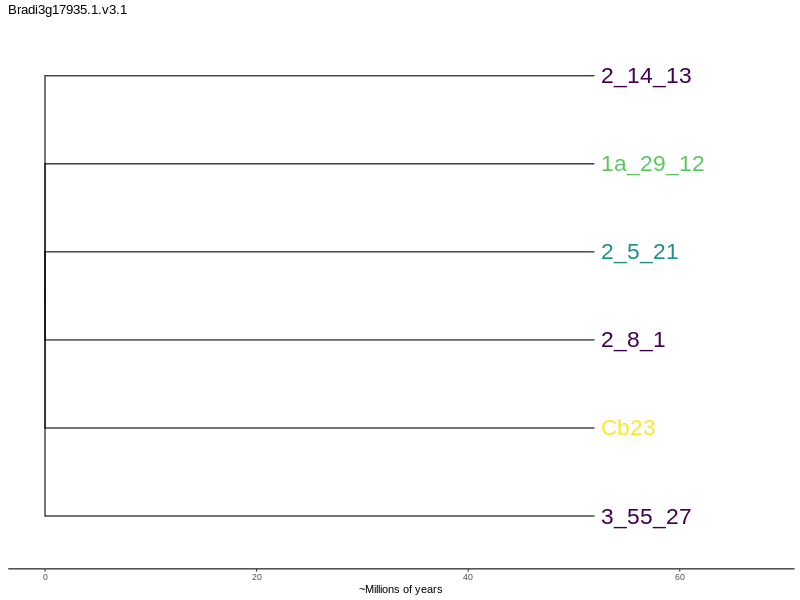 Bradi3g17935.1.v3.1
2_14_13
1a_29_12
2_5_21
2_8_1
Cb23
3_55_27
0 20 40 60
~Millions of years